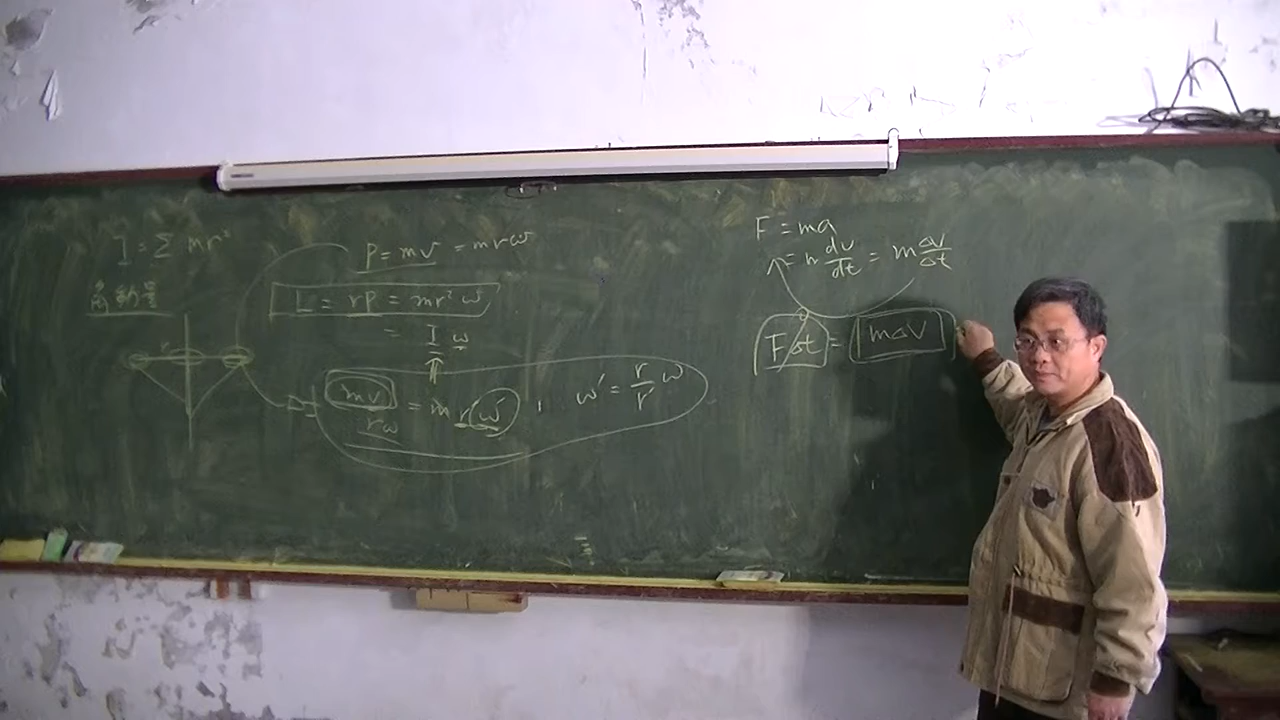 I = Σ mr²
角動量
r
P = mv = mrω
L = rP = mr²ω
= I ω
mv = m r ω' , ω' = r/r' ω
rω
F = ma
= m dv/dt = m Δv/Δt
FΔt = mΔv